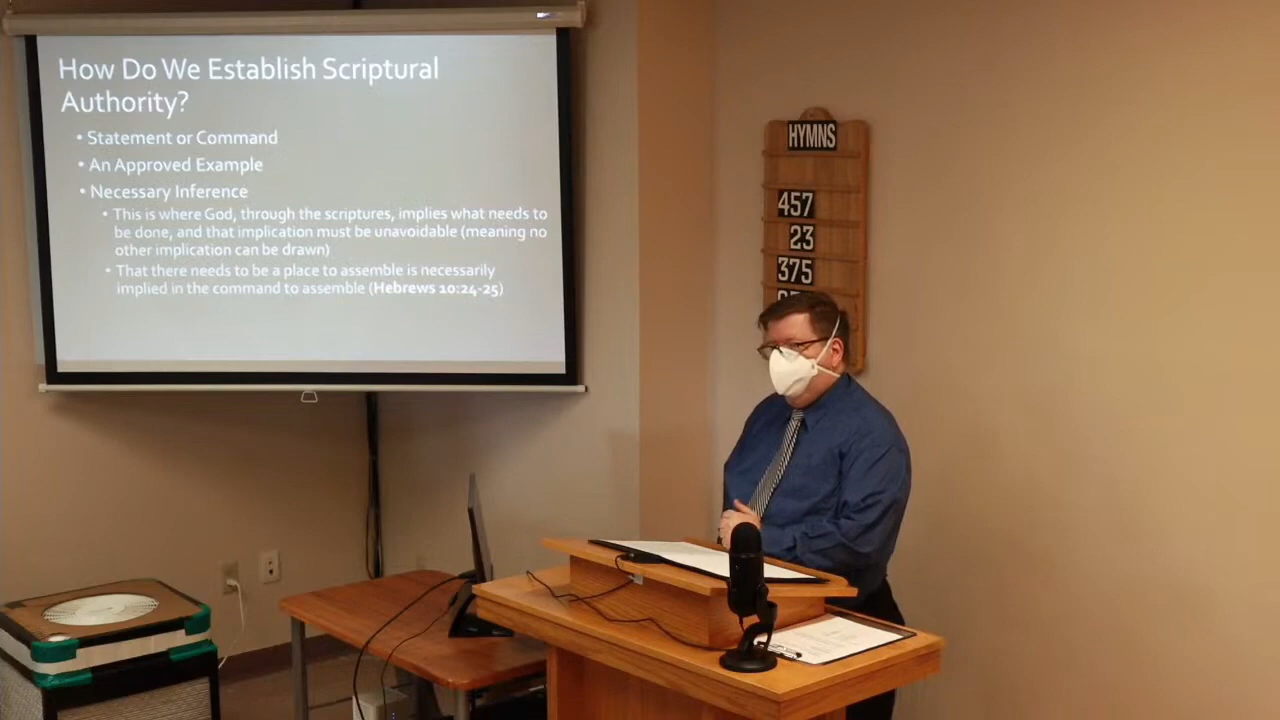 How Do We Establish Scriptural
Authority?
• Statement or Command
• An Approved Example
• Necessary Inference
• This is where God, through the scriptures, implies what needs to
be done, and that implication must be unavoidable (meaning no
other implication can be drawn)
• That there needs to be a place to assemble is necessarily
implied in the command to assemble (Hebrews 10:24-25)
HYMNS
457
23
375